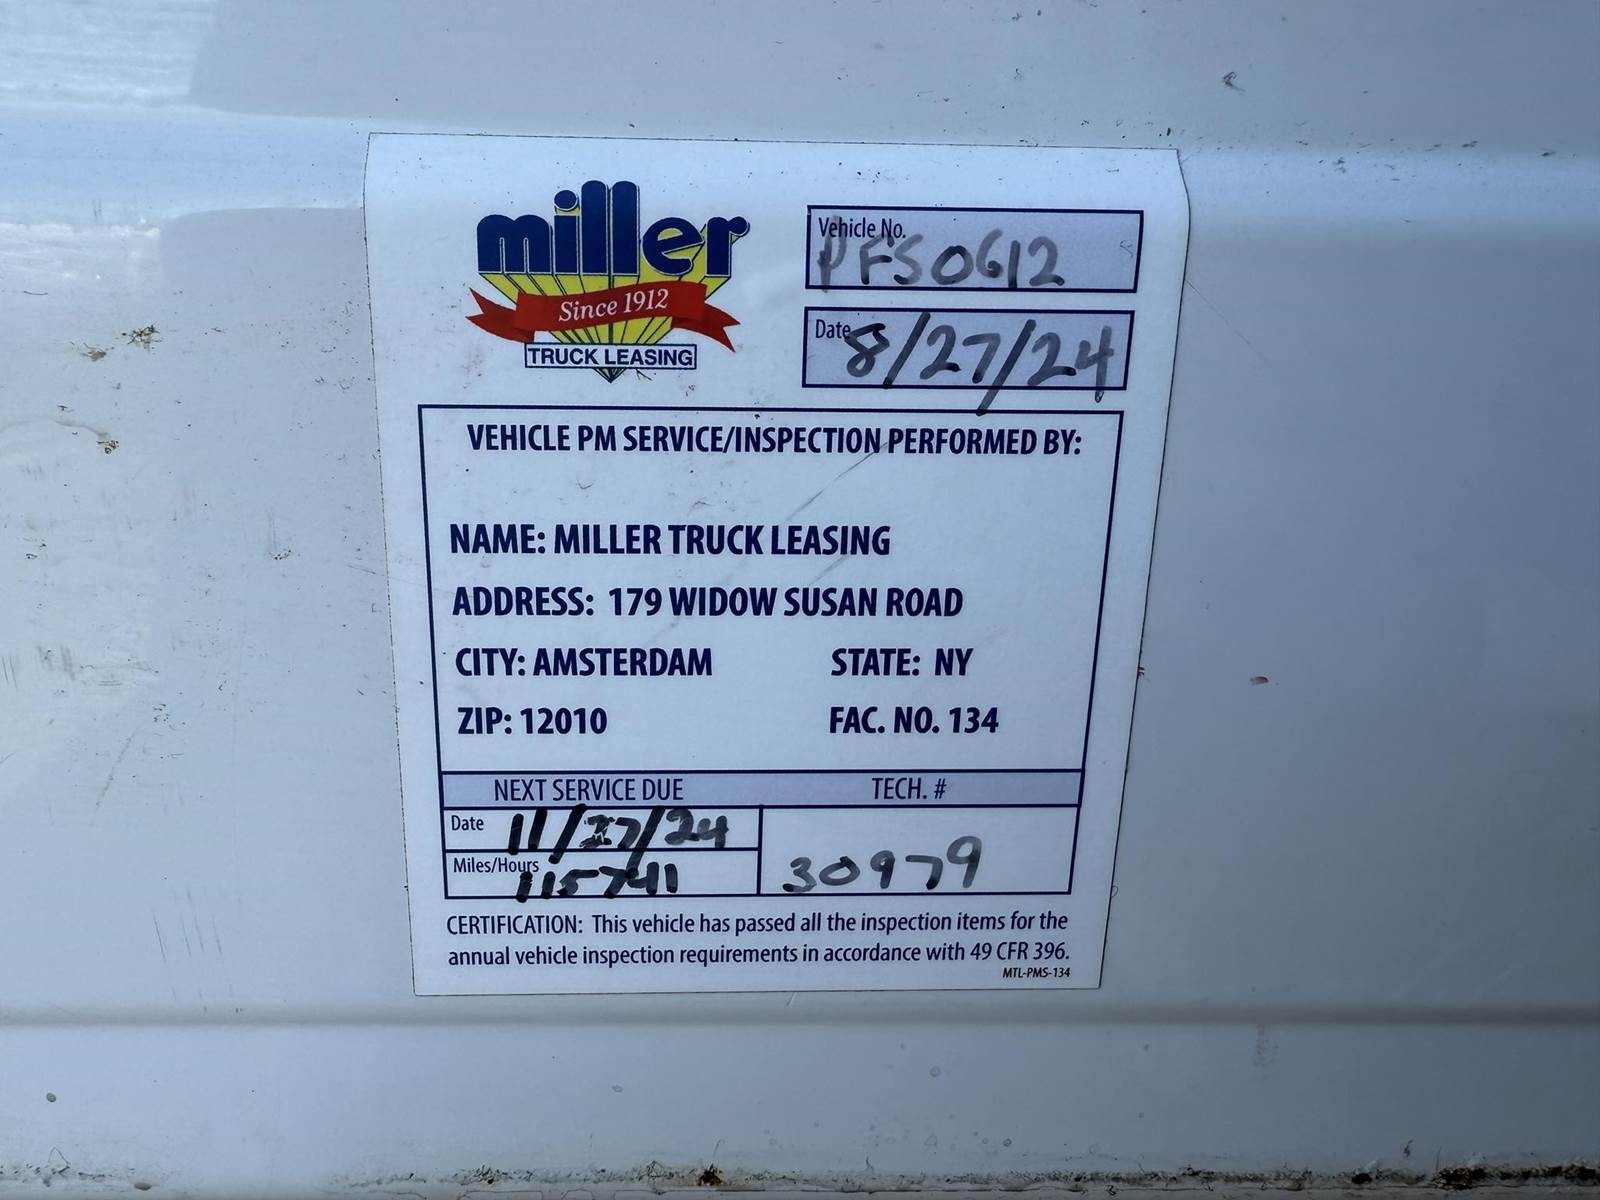 miller
Since 1912
TRUCK LEASING
Vehicle No.
PFS0612
Date
8/27/24
VEHICLE PM SERVICE/INSPECTION PERFORMED BY:
NAME: MILLER TRUCK LEASING
ADDRESS: 179 WIDOW SUSAN ROAD
CITY: AMSTERDAM STATE: NY
ZIP: 12010 FAC. NO. 134
NEXT SERVICE DUE TECH. #
Date 11/27/24
Miles/Hours 115741
30979
CERTIFICATION: This vehicle has passed all the inspection items for the
annual vehicle inspection requirements in accordance with 49 CFR 396.
MTL-PMS-134